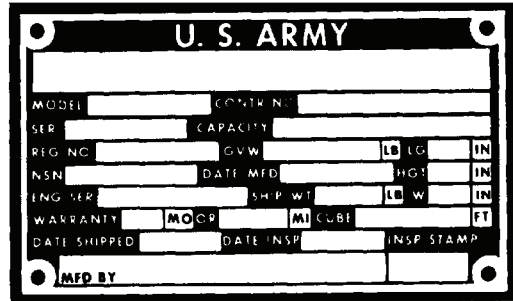 U. S. ARMY
MODEL CONTR NO
SER CAPACITY
REG NO GVW LB LG IN
NSN DATE MFD HGT IN
ENG SER SHIP WT LB W IN
WARRANTY MO OR MI CUBE FT
DATE SHIPPED DATE INSP INSP STAMP
MFD BY